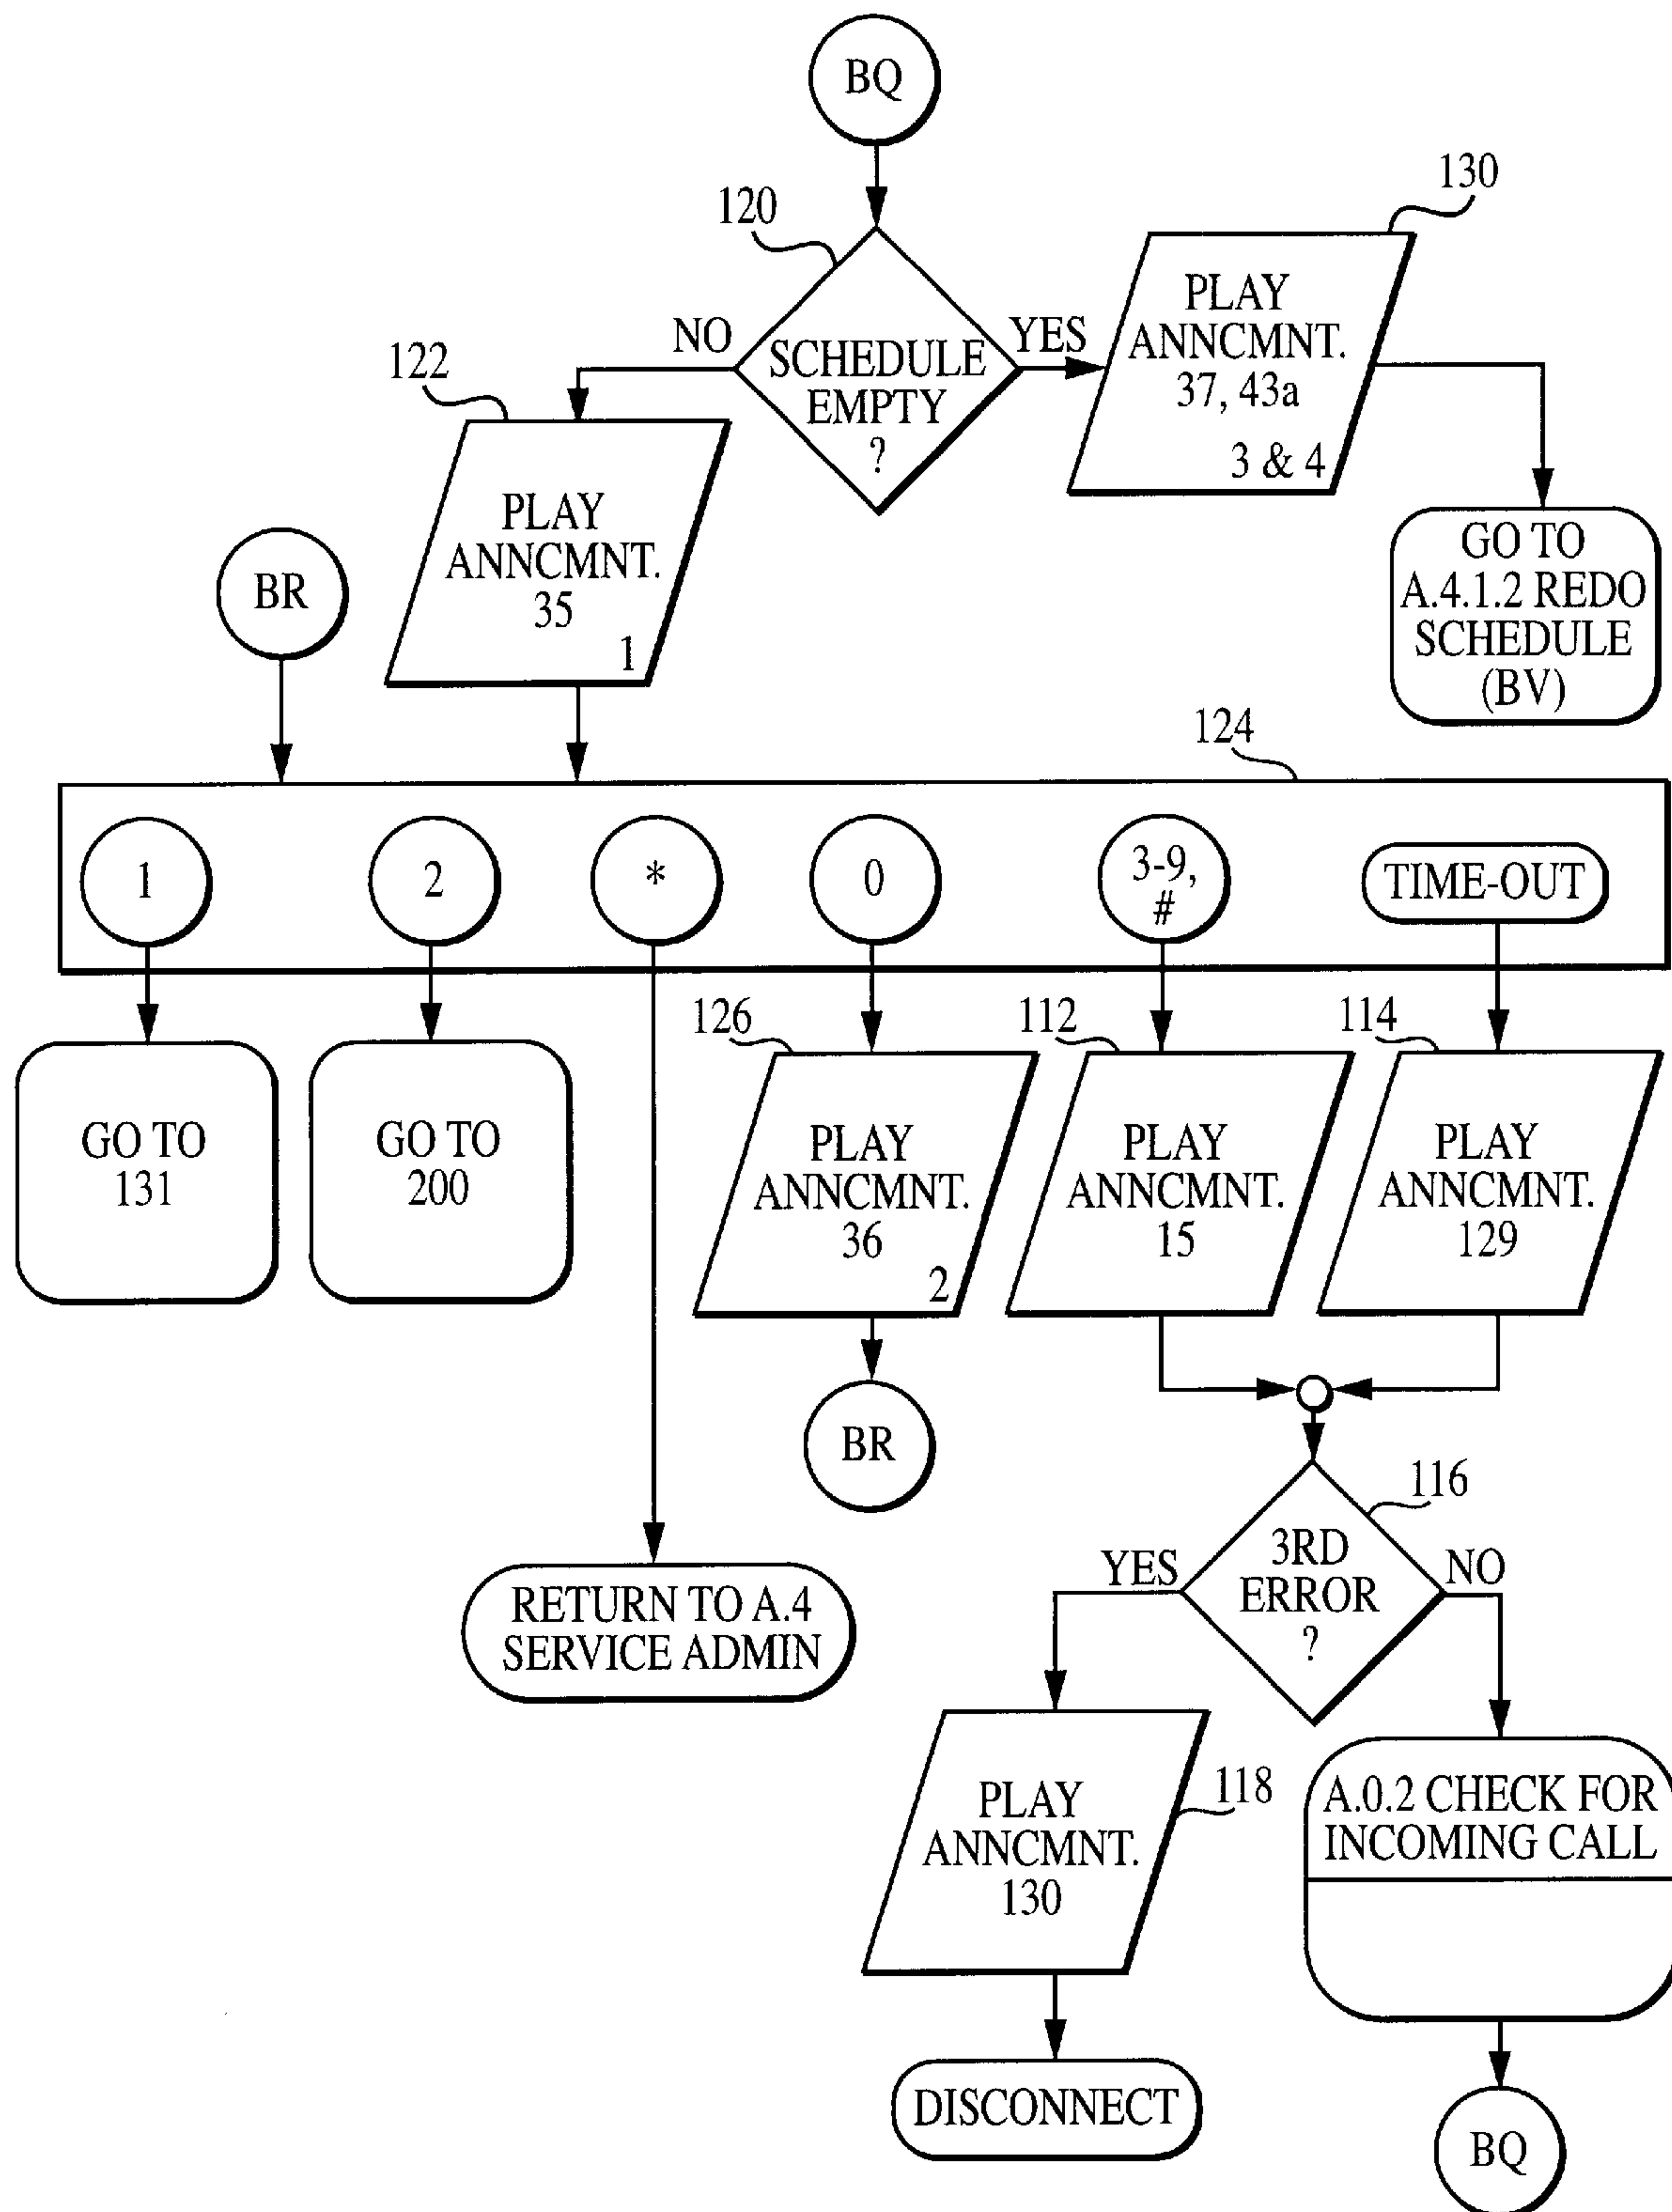 BQ
130
120
PLAY
ANNCMNT.
37, 43a
3 & 4
NO
YES
SCHEDULE
EMPTY
?
122
PLAY
ANNCMNT.
35
1
GO TO
A.4.1.2 REDO
SCHEDULE
(BV)
BR
124
1
2
*
0
3-9,
#
TIME-OUT
126
112
114
GO TO
131
GO TO
200
PLAY
ANNCMNT.
36
2
PLAY
ANNCMNT.
15
PLAY
ANNCMNT.
129
BR
116
YES
3RD
ERROR
?
NO
RETURN TO A.4
SERVICE ADMIN
118
PLAY
ANNCMNT.
130
A.0.2 CHECK FOR
INCOMING CALL
DISCONNECT
BQ